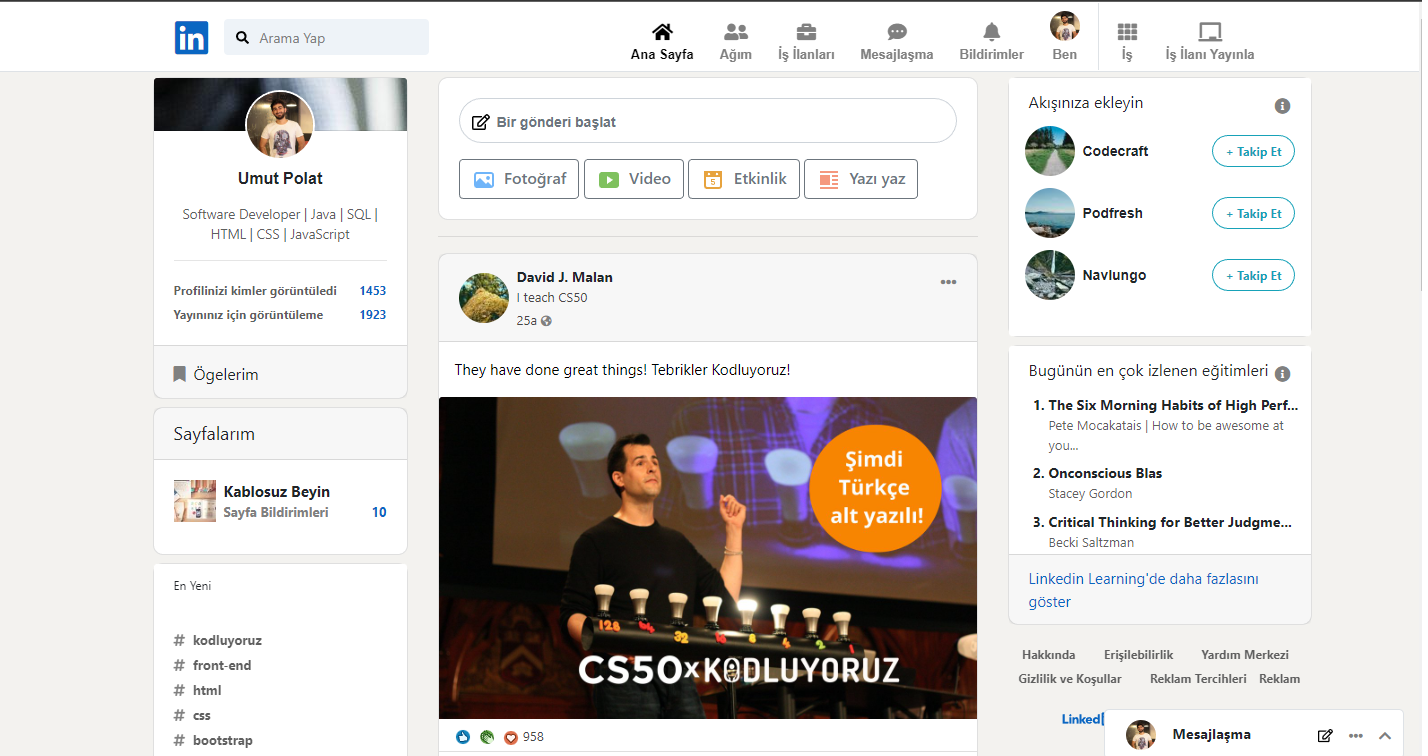 in
Arama Yap
Ana Sayfa
Ağım
İş İlanları
Mesajlaşma
Bildirimler
Ben
İş
İş İlanı Yayınla
Umut Polat
Software Developer | Java | SQL |
HTML | CSS | JavaScript
Profilinizi kimler görüntüledi 1453
Yayınınız için görüntüleme 1923
Ögelerim
Sayfalarım
Kablosuz Beyin
Sayfa Bildirimleri 10
En Yeni
# kodluyoruz
# front-end
# html
# css
# bootstrap
Bir gönderi başlat
Fotoğraf
Video
5
Etkinlik
Yazı yaz
David J. Malan
I teach CS50
25a
They have done great things! Tebrikler Kodluyoruz!
Şimdi
Türkçe
alt yazılı!
128 64 32 16 8 4 2 1
CS50xKODLUYORUZ
958
Akışınıza ekleyin
Codecraft
+ Takip Et
Podfresh
+ Takip Et
Navlungo
+ Takip Et
Bugünün en çok izlenen eğitimleri
1. The Six Morning Habits of High Perf...
Pete Mocakatais | How to be awesome at
you...
2. Onconscious Blas
Stacey Gordon
3. Critical Thinking for Better Judgme...
Becki Saltzman
Linkedin Learning'de daha fazlasını
göster
Hakkında
Erişilebilirlik
Yardım Merkezi
Gizlilik ve Koşullar
Reklam Tercihleri
Reklam
Linked
Mesajlaşma